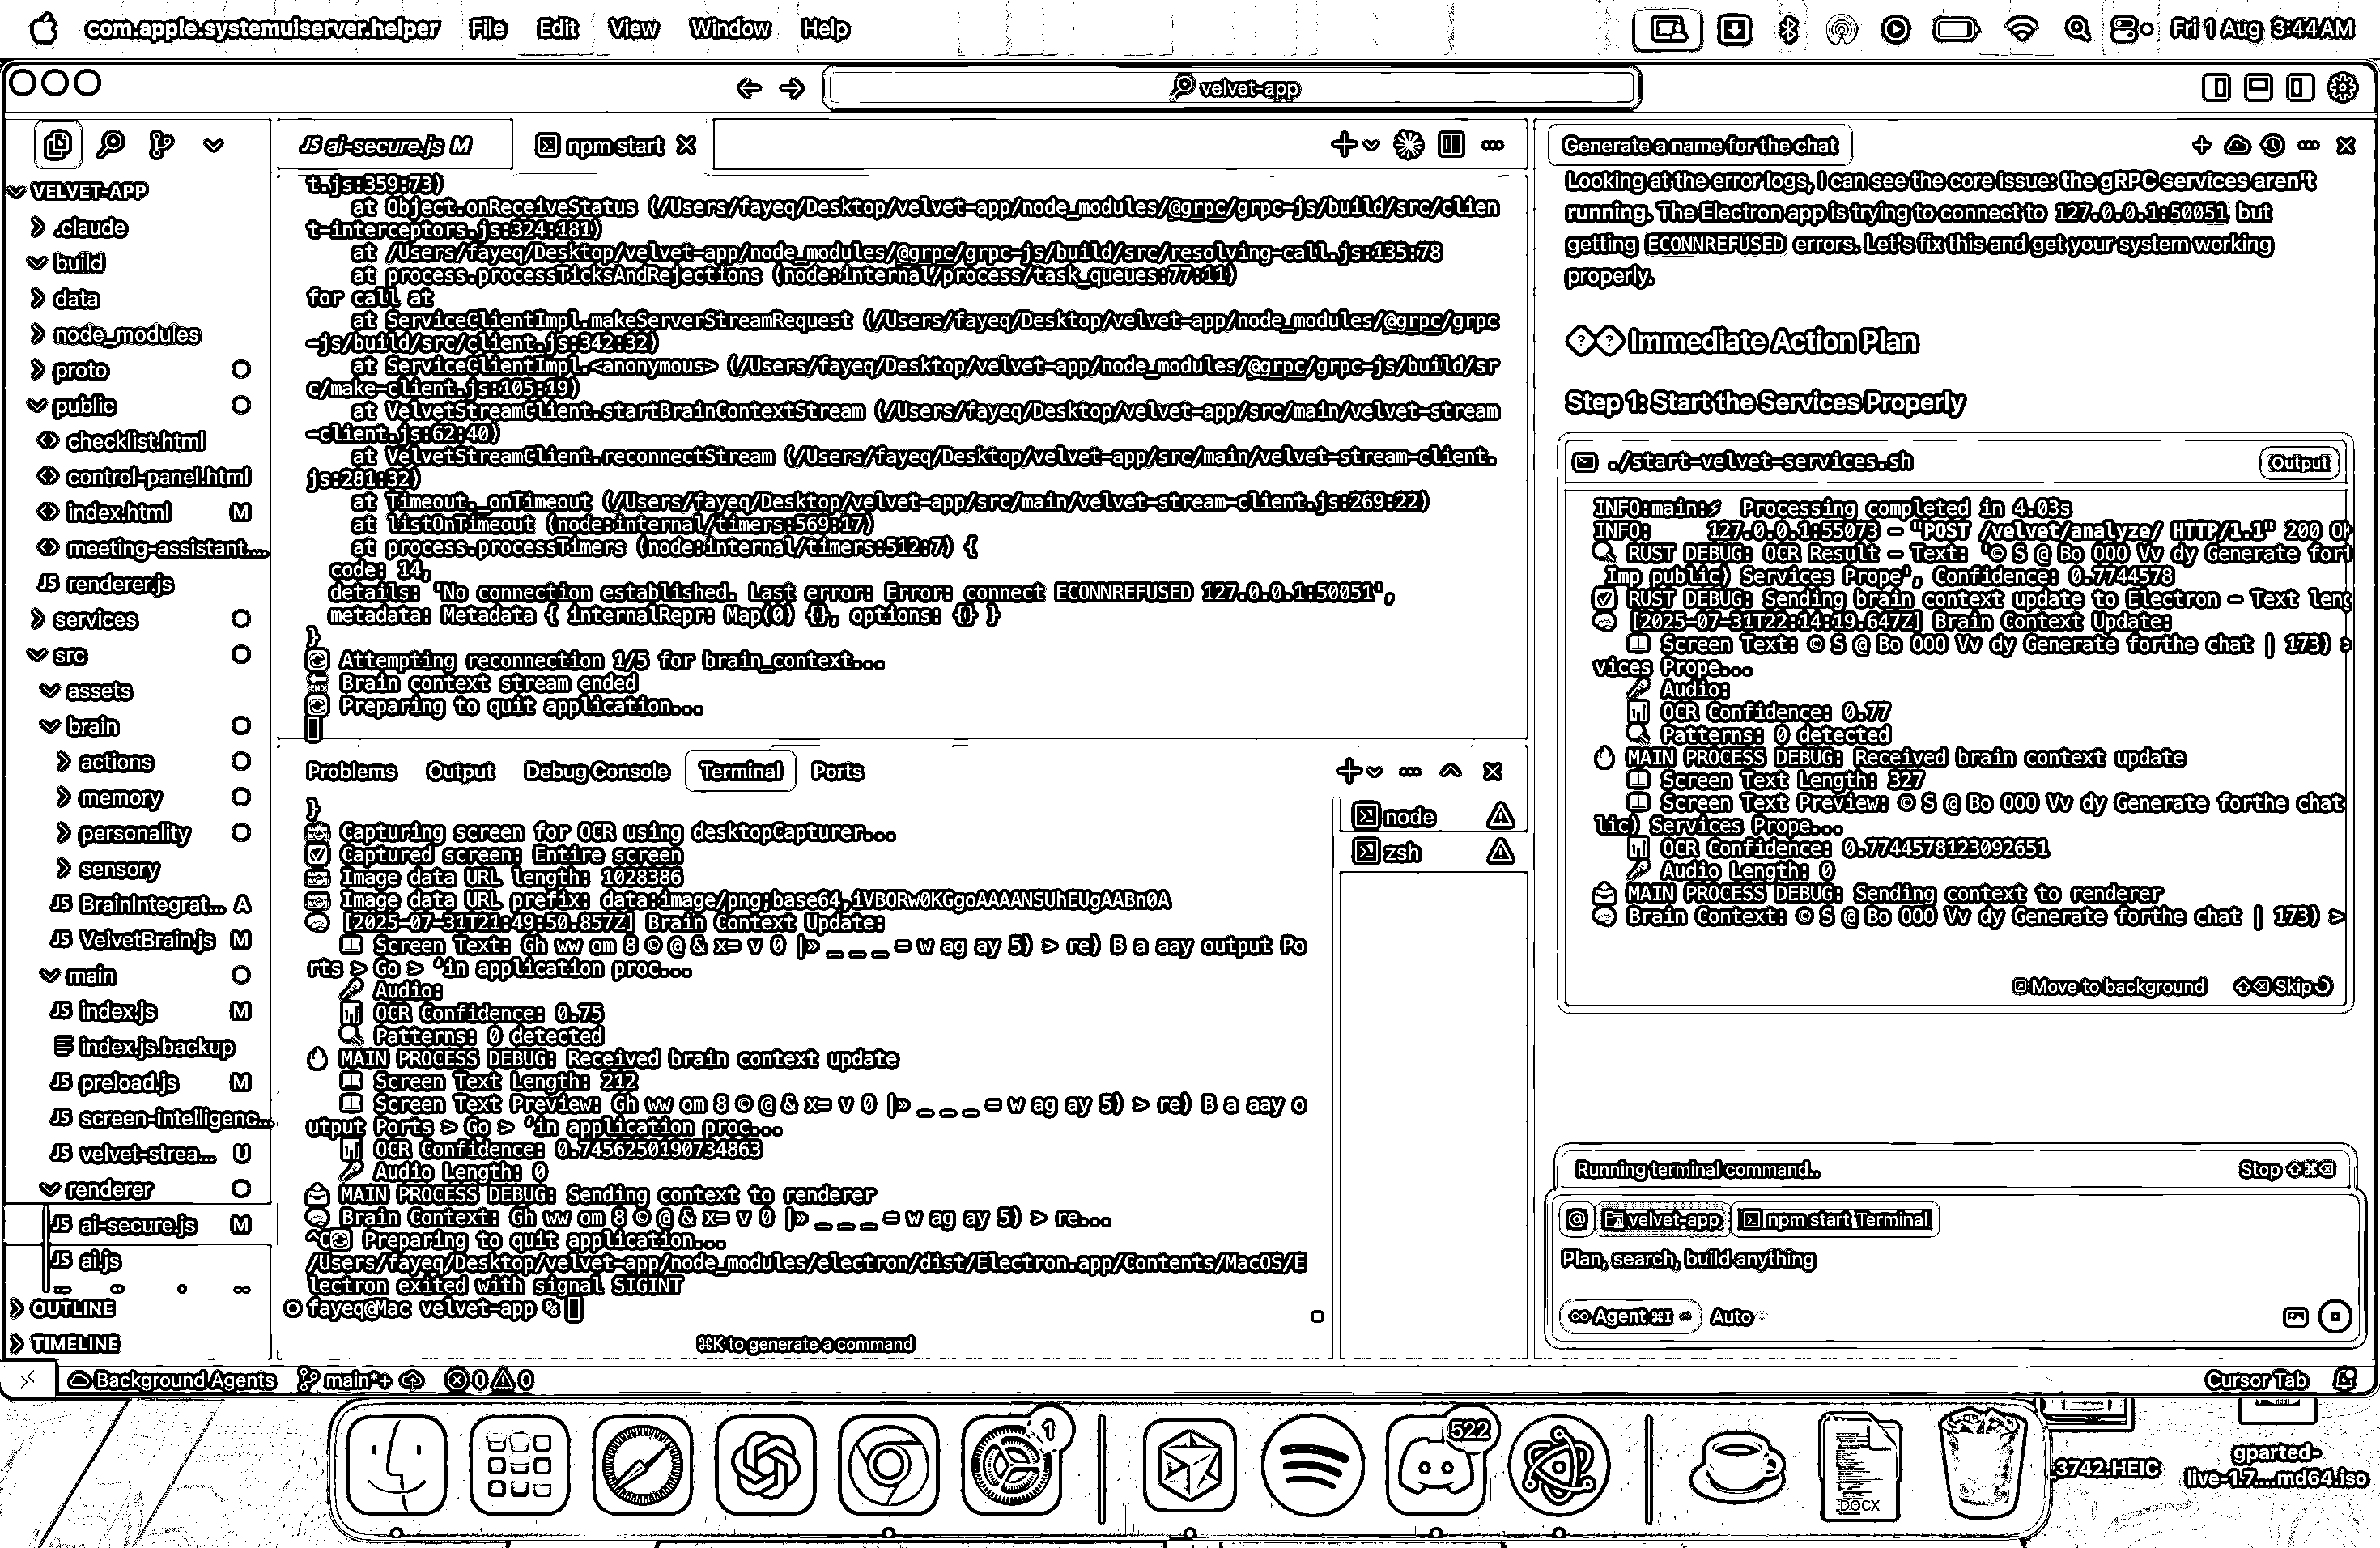 com.apple.systemuiserver.helper File Edit View Window Help Fri 1 Aug 3:44 AM
velvet-app
VELVET-APP
.claude
build
data
node_modules
proto
public
checklist.html
control-panel.html
index.html M
meeting-assistant....
JS renderer.js
services
src
assets
brain
actions
memory
personality
sensory
JS BrainIntegrat... A
JS VelvetBrain.js M
main
JS index.js M
index.js.backup
JS preload.js M
JS screen-intelligenc...
JS velvet-strea... U
renderer
JS ai-secure.js M
JS ai.js
OUTLINE
TIMELINE
JS ai-secure.js M npm start
t.js:359:73)
at Object.onReceiveStatus (/Users/fayeq/Desktop/velvet-app/node_modules/@grpc/grpc-js/build/src/clien
t-interceptors.js:324:181)
at /Users/fayeq/Desktop/velvet-app/node_modules/@grpc/grpc-js/build/src/resolving-call.js:135:78
at process.processTicksAndRejections (node:internal/process/task_queues:77:11)
for call at
at ServiceClientImpl.makeServerStreamRequest (/Users/fayeq/Desktop/velvet-app/node_modules/@grpc/grpc
-js/build/src/client.js:342:32)
at ServiceClientImpl.<anonymous> (/Users/fayeq/Desktop/velvet-app/node_modules/@grpc/grpc-js/build/sr
c/make-client.js:105:19)
at VelvetStreamClient.startBrainContextStream (/Users/fayeq/Desktop/velvet-app/src/main/velvet-stream
-client.js:62:40)
at VelvetStreamClient.reconnectStream (/Users/fayeq/Desktop/velvet-app/src/main/velvet-stream-client.
js:281:32)
at Timeout._onTimeout (/Users/fayeq/Desktop/velvet-app/src/main/velvet-stream-client.js:269:22)
at listOnTimeout (node:internal/timers:569:17)
at process.processTimers (node:internal/timers:512:7) {
code: 14,
details: 'No connection established. Last error: Error: connect ECONNREFUSED 127.0.0.1:50051',
metadata: Metadata { internalRepr: Map(0) {}, options: {} }
}
Attempting reconnection 1/5 for brain_context...
Brain context stream ended
Preparing to quit application...
Problems Output Debug Console Terminal Ports
}
Capturing screen for OCR using desktopCapturer...
Captured screen: Entire screen
Image data URL length: 1028386
Image data URL prefix: data:image/png;base64,iVBORw0KGgoAAAANSUhEUgAABn0A
[2025-07-31T21:49:50.857Z] Brain Context Update:
Screen Text: Gh ww om 8 © @ & x= v 0 |» _ _ _ = w ag ay 5) > re) B a aay output Po
rts > Go > ‘in application proc...
Audio:
OCR Confidence: 0.75
Patterns: 0 detected
MAIN PROCESS DEBUG: Received brain context update
Screen Text Length: 212
Screen Text Preview: Gh ww om 8 © @ & x= v 0 |» _ _ _ = w ag ay 5) > re) B a aay o
utput Ports > Go > ‘in application proc...
OCR Confidence: 0.7456250190734863
Audio Length: 0
MAIN PROCESS DEBUG: Sending context to renderer
Brain Context: Gh ww om 8 © @ & x= v 0 |» _ _ _ = w ag ay 5) > re...
^C Preparing to quit application...
/Users/fayeq/Desktop/velvet-app/node_modules/electron/dist/Electron.app/Contents/MacOS/E
lectron exited with signal SIGINT
fayeq@Mac velvet-app %
⌘K to generate a command
node
zsh
Generate a name for the chat
Looking at the error logs, I can see the core issue: the gRPC services aren't
running. The Electron app is trying to connect to 127.0.0.1:50051 but
getting ECONNREFUSED errors. Let's fix this and get your system working
properly.
Immediate Action Plan
Step 1: Start the Services Properly
./start-velvet-services.sh Output
INFO:main:⚡ Processing completed in 4.03s
INFO: 127.0.0.1:55073 - "POST /velvet/analyze/ HTTP/1.1" 200 OK
RUST DEBUG: OCR Result - Text: '© S @ Bo 000 Vv dy Generate fort
Imp public) Services Prope', Confidence: 0.7744578
RUST DEBUG: Sending brain context update to Electron - Text leng
[2025-07-31T22:14:19.647Z] Brain Context Update:
Screen Text: © S @ Bo 000 Vv dy Generate forthe chat | 173) >
vices Prope...
Audio:
OCR Confidence: 0.77
Patterns: 0 detected
MAIN PROCESS DEBUG: Received brain context update
Screen Text Length: 327
Screen Text Preview: © S @ Bo 000 Vv dy Generate forthe chat
lic) Services Prope...
OCR Confidence: 0.7744578123092651
Audio Length: 0
MAIN PROCESS DEBUG: Sending context to renderer
Brain Context: © S @ Bo 000 Vv dy Generate forthe chat | 173) >
Move to background Skip
Running terminal command.. Stop ⇧⌘⌫
@ velvet-app npm start Terminal
Plan, search, build anything
∞ Agent ⌘I Auto
Background Agents main*+ 0 0 Cursor Tab
1
522
DOCX
3742.HEIC
gparted-
live-1.7....md64.iso